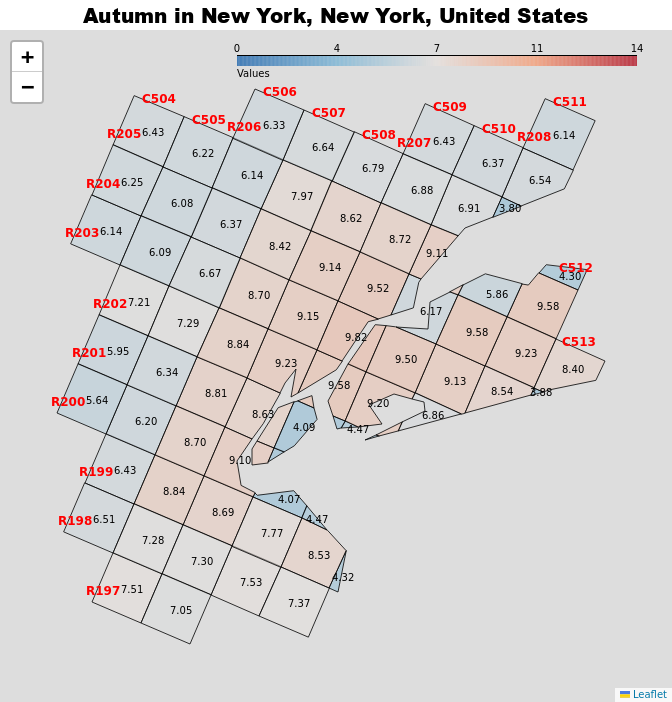 Autumn in New York, New York, United States
+
−
0 4 7 11 14
Values
C504 C505 C506 C507 C508 C509 C510 C511
C512
C513
R208
R207
R206
R205
R204
R203
R202
R201
R200
R199
R198
R197
6.43 6.22 6.33 6.64 6.79 6.43 6.37 6.14
6.25 6.08 6.14 7.97 8.62 6.88 6.91 6.54 3.80
6.14 6.09 6.37 8.42 9.14 8.72 9.11
7.21 7.29 6.67 8.70 9.15 9.52 6.17 5.86 4.30
5.95 6.34 8.84 9.23 9.82 9.50 9.58 9.58
5.64 6.20 8.81 8.63 9.58 9.20 9.13 9.23 8.40
6.43 8.84 8.70 9.10 4.09 4.47 6.86 8.54 3.88
6.51 7.28 8.69 4.07 4.47
7.51 7.30 7.77 8.53
7.05 7.53 7.37 4.32
Leaflet